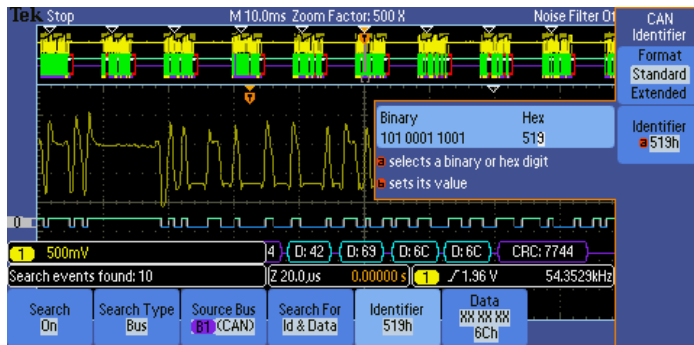 Tek Stop M 10.0ms Zoom Factor: 500 X Noise Filter Of
CAN
Identifier
Format
Standard
Extended
Identifier
a 519h
Binary Hex
101 0001 1001 519
a selects a binary or hex digit
b sets its value
4 D: 42 D: 69 D: 6C D: 6C CRC: 7744
1 500mV
Search events found: 10 Z 20.0µs 0.00000 s 1 1.96 V 54.3529kHz
Search
On
Search Type
Bus
Source Bus
B1 (CAN)
Search For
Id & Data
Identifier
519h
Data
XX XX XX
6Ch